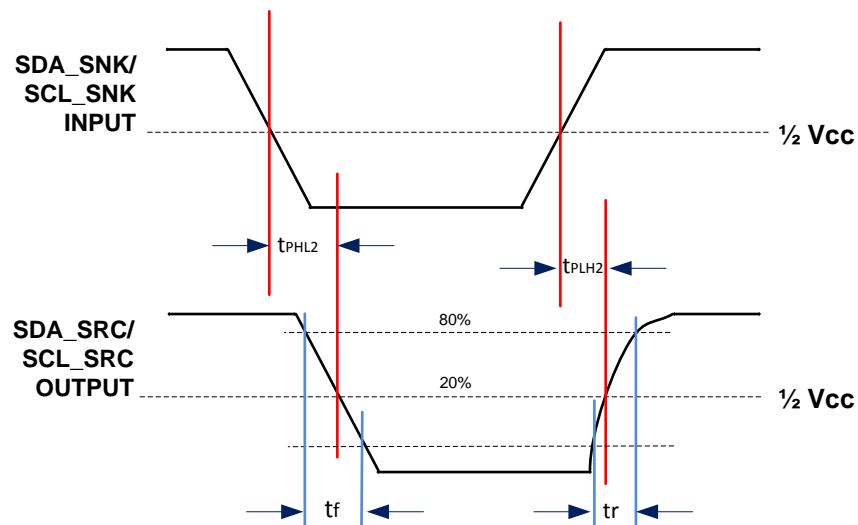 SDA_SNK/
SCL_SNK
INPUT
½ Vcc
tPHL2
tPLH2
SDA_SRC/
SCL_SRC
OUTPUT
80%
20%
½ Vcc
tf
tr